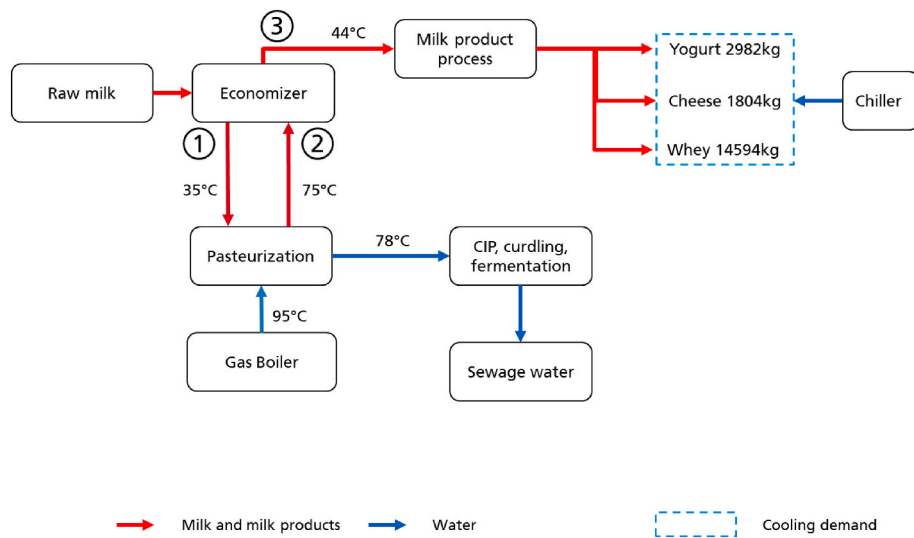 ③
44°C
Milk product
process
Yogurt 2982kg
Raw milk
Economizer
Cheese 1804kg
Chiller
①
②
Whey 14594kg
35°C
75°C
Pasteurization
78°C
CIP, curdling,
fermentation
95°C
Gas Boiler
Sewage water
Milk and milk products
Water
Cooling demand